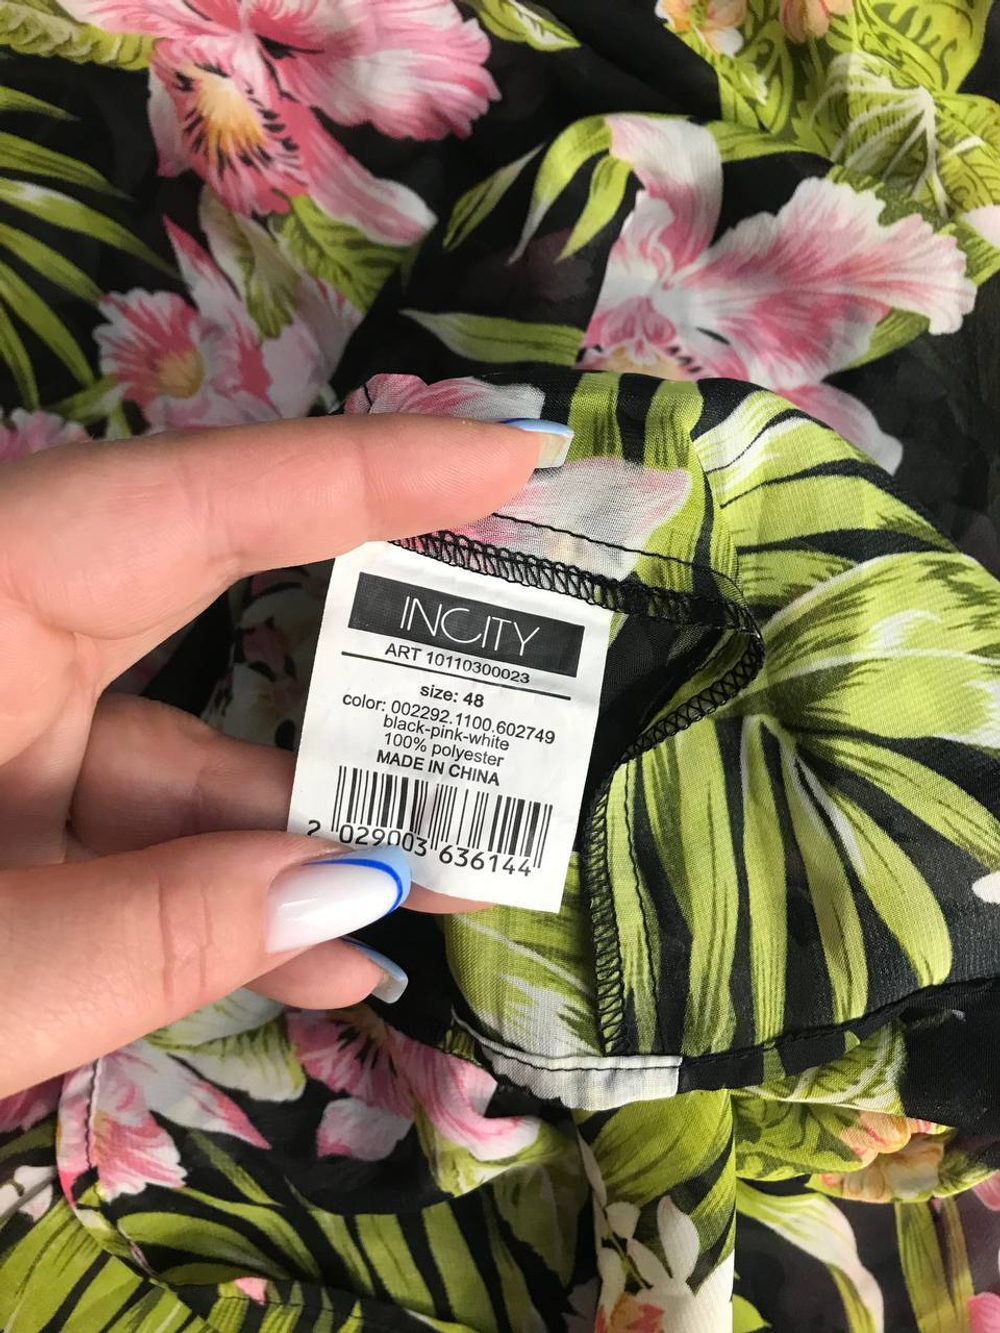 INCITY
ART 10110300023
size: 48
color: 002292.1100.602749
black-pink-white
100% polyester
MADE IN CHINA
2 029003 636144